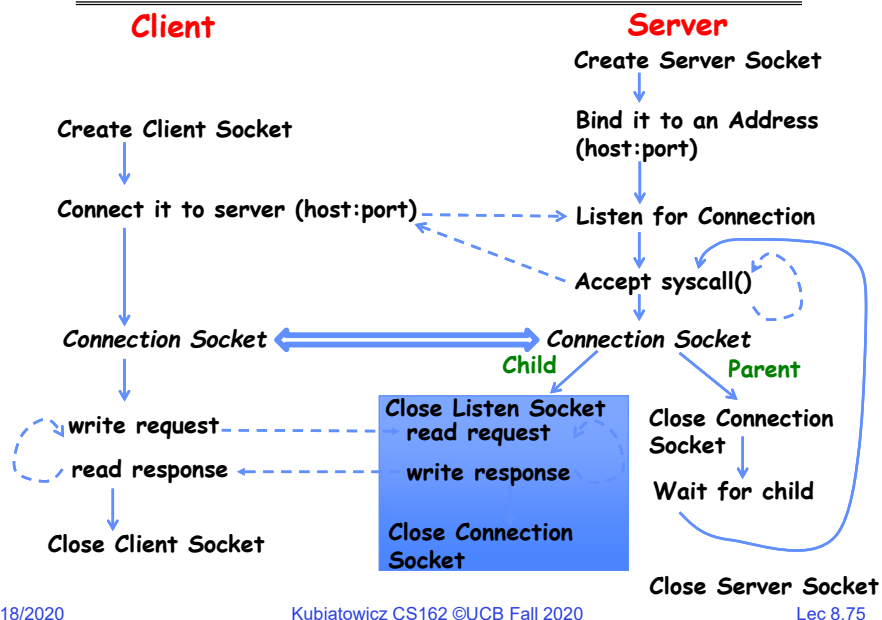 Client
Server
Create Server Socket
Create Client Socket
Bind it to an Address
(host:port)
Connect it to server (host:port)
Listen for Connection
Accept syscall()
Connection Socket
Connection Socket
Child
Parent
Close Listen Socket
write request
read request
read response
write response
Close Client Socket
Close Connection
Socket
Close Connection
Socket
Wait for child
Close Server Socket
18/2020
Kubiatowicz CS162 ©UCB Fall 2020
Lec 8.75